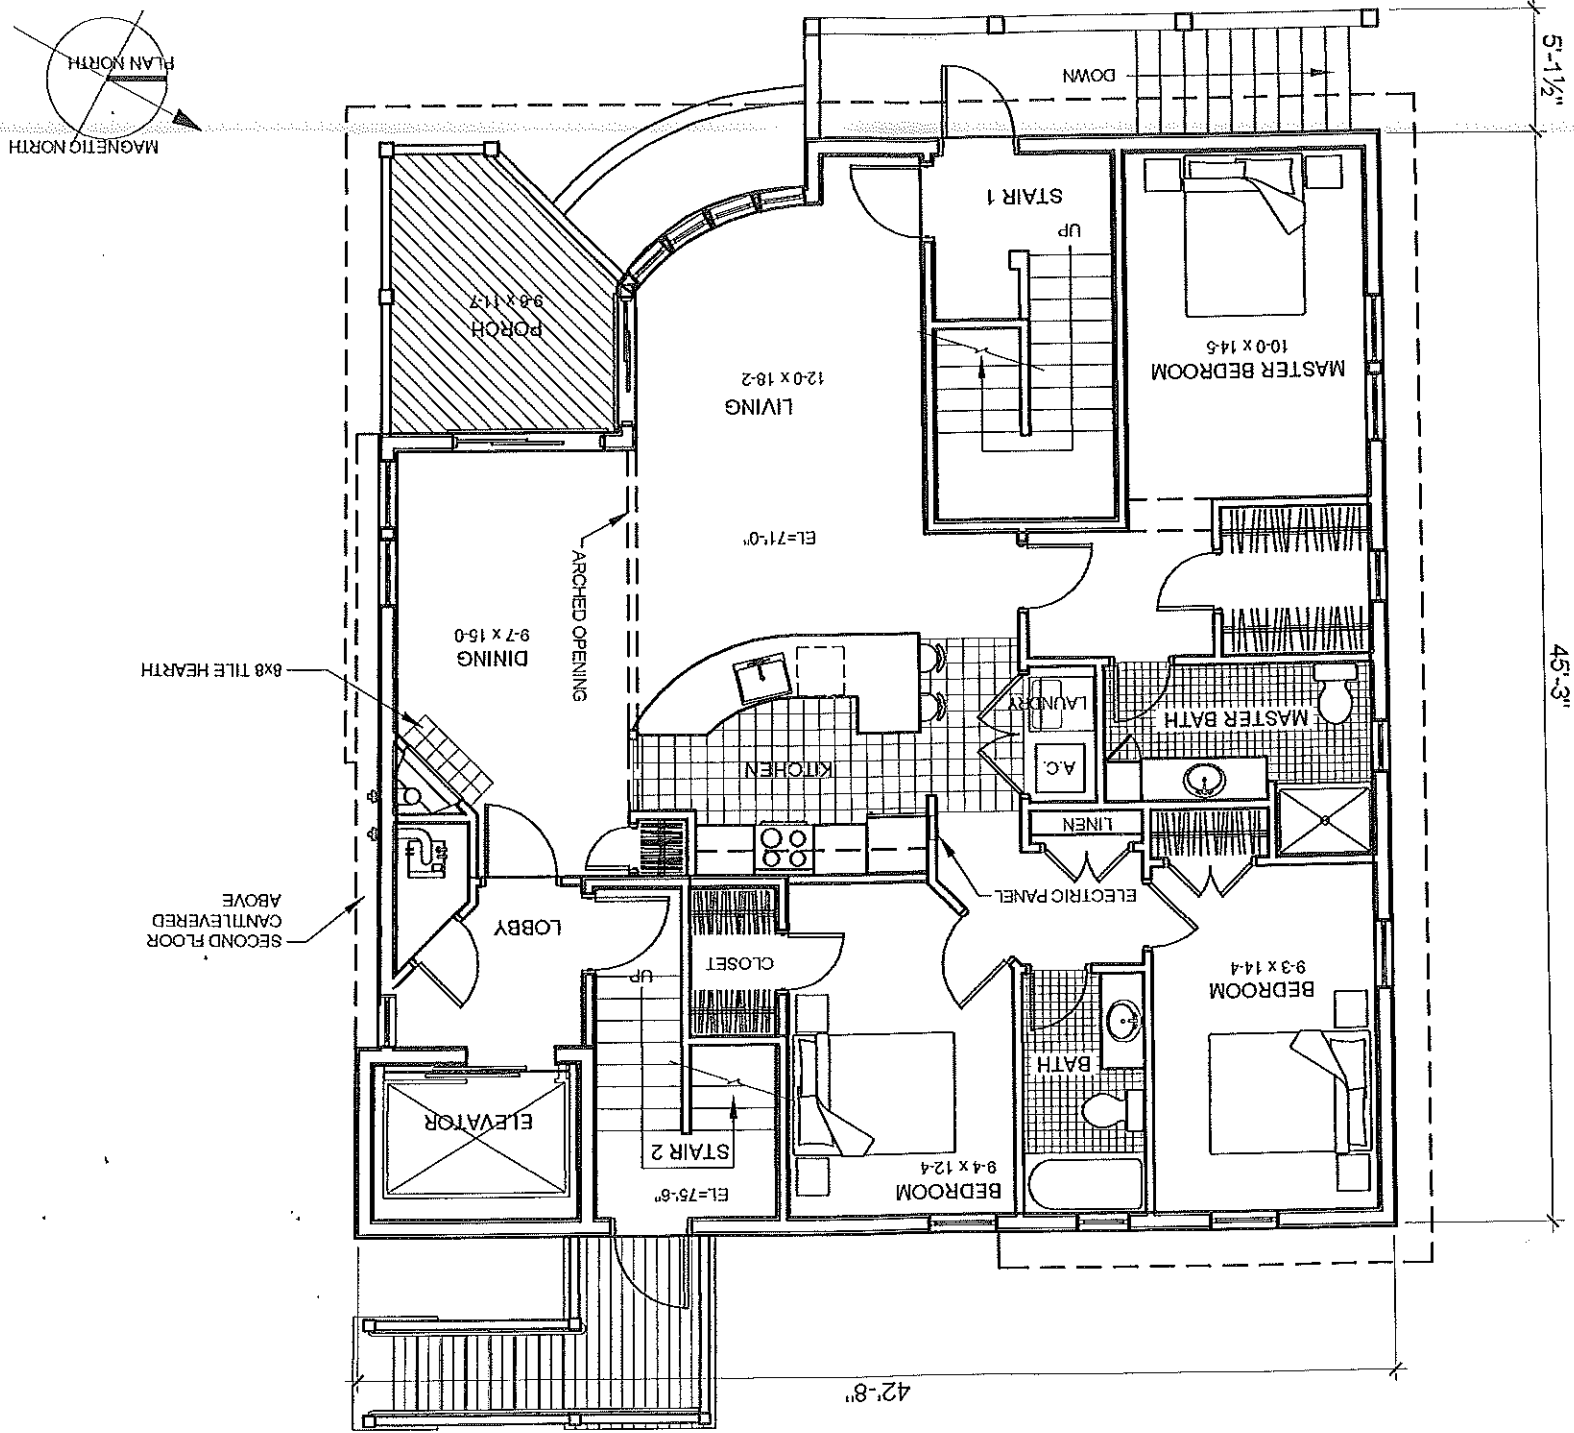 42'-8"
EL=75'-6"
STAIR 2
UP
ELEVATOR
BEDROOM
9-4 x 12-4
BATH
BEDROOM
9-3 x 14-4
CLOSET
LOBBY
SECOND FLOOR
CANTILEVERED
ABOVE
ELECTRIC PANEL
LINEN
KITCHEN
A.C.
LAUNDRY
MASTER BATH
8x8 TILE HEARTH
DINING
9-7 x 15-0
ARCHED OPENING
45'-3"
EL=71'-0"
LIVING
12-0 x 18-2
MASTER BEDROOM
10-0 x 14-5
PORCH
9-6 x 11-7
UP
STAIR 1
DOWN
5'-1½"
MAGNETIC NORTH
PLAN NORTH